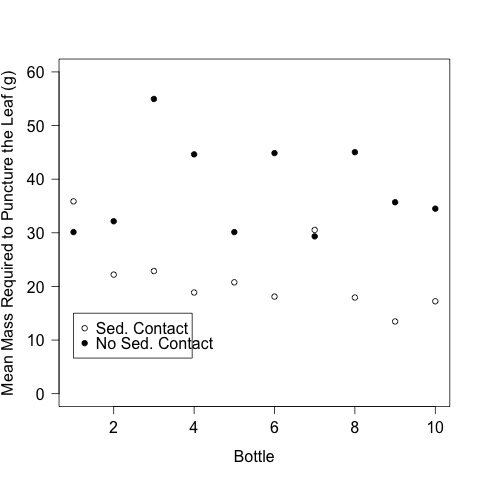 Mean Mass Required to Puncture the Leaf (g)
60
50
40
30
20
10
0
Sed. Contact
No Sed. Contact
2 4 6 8 10
Bottle